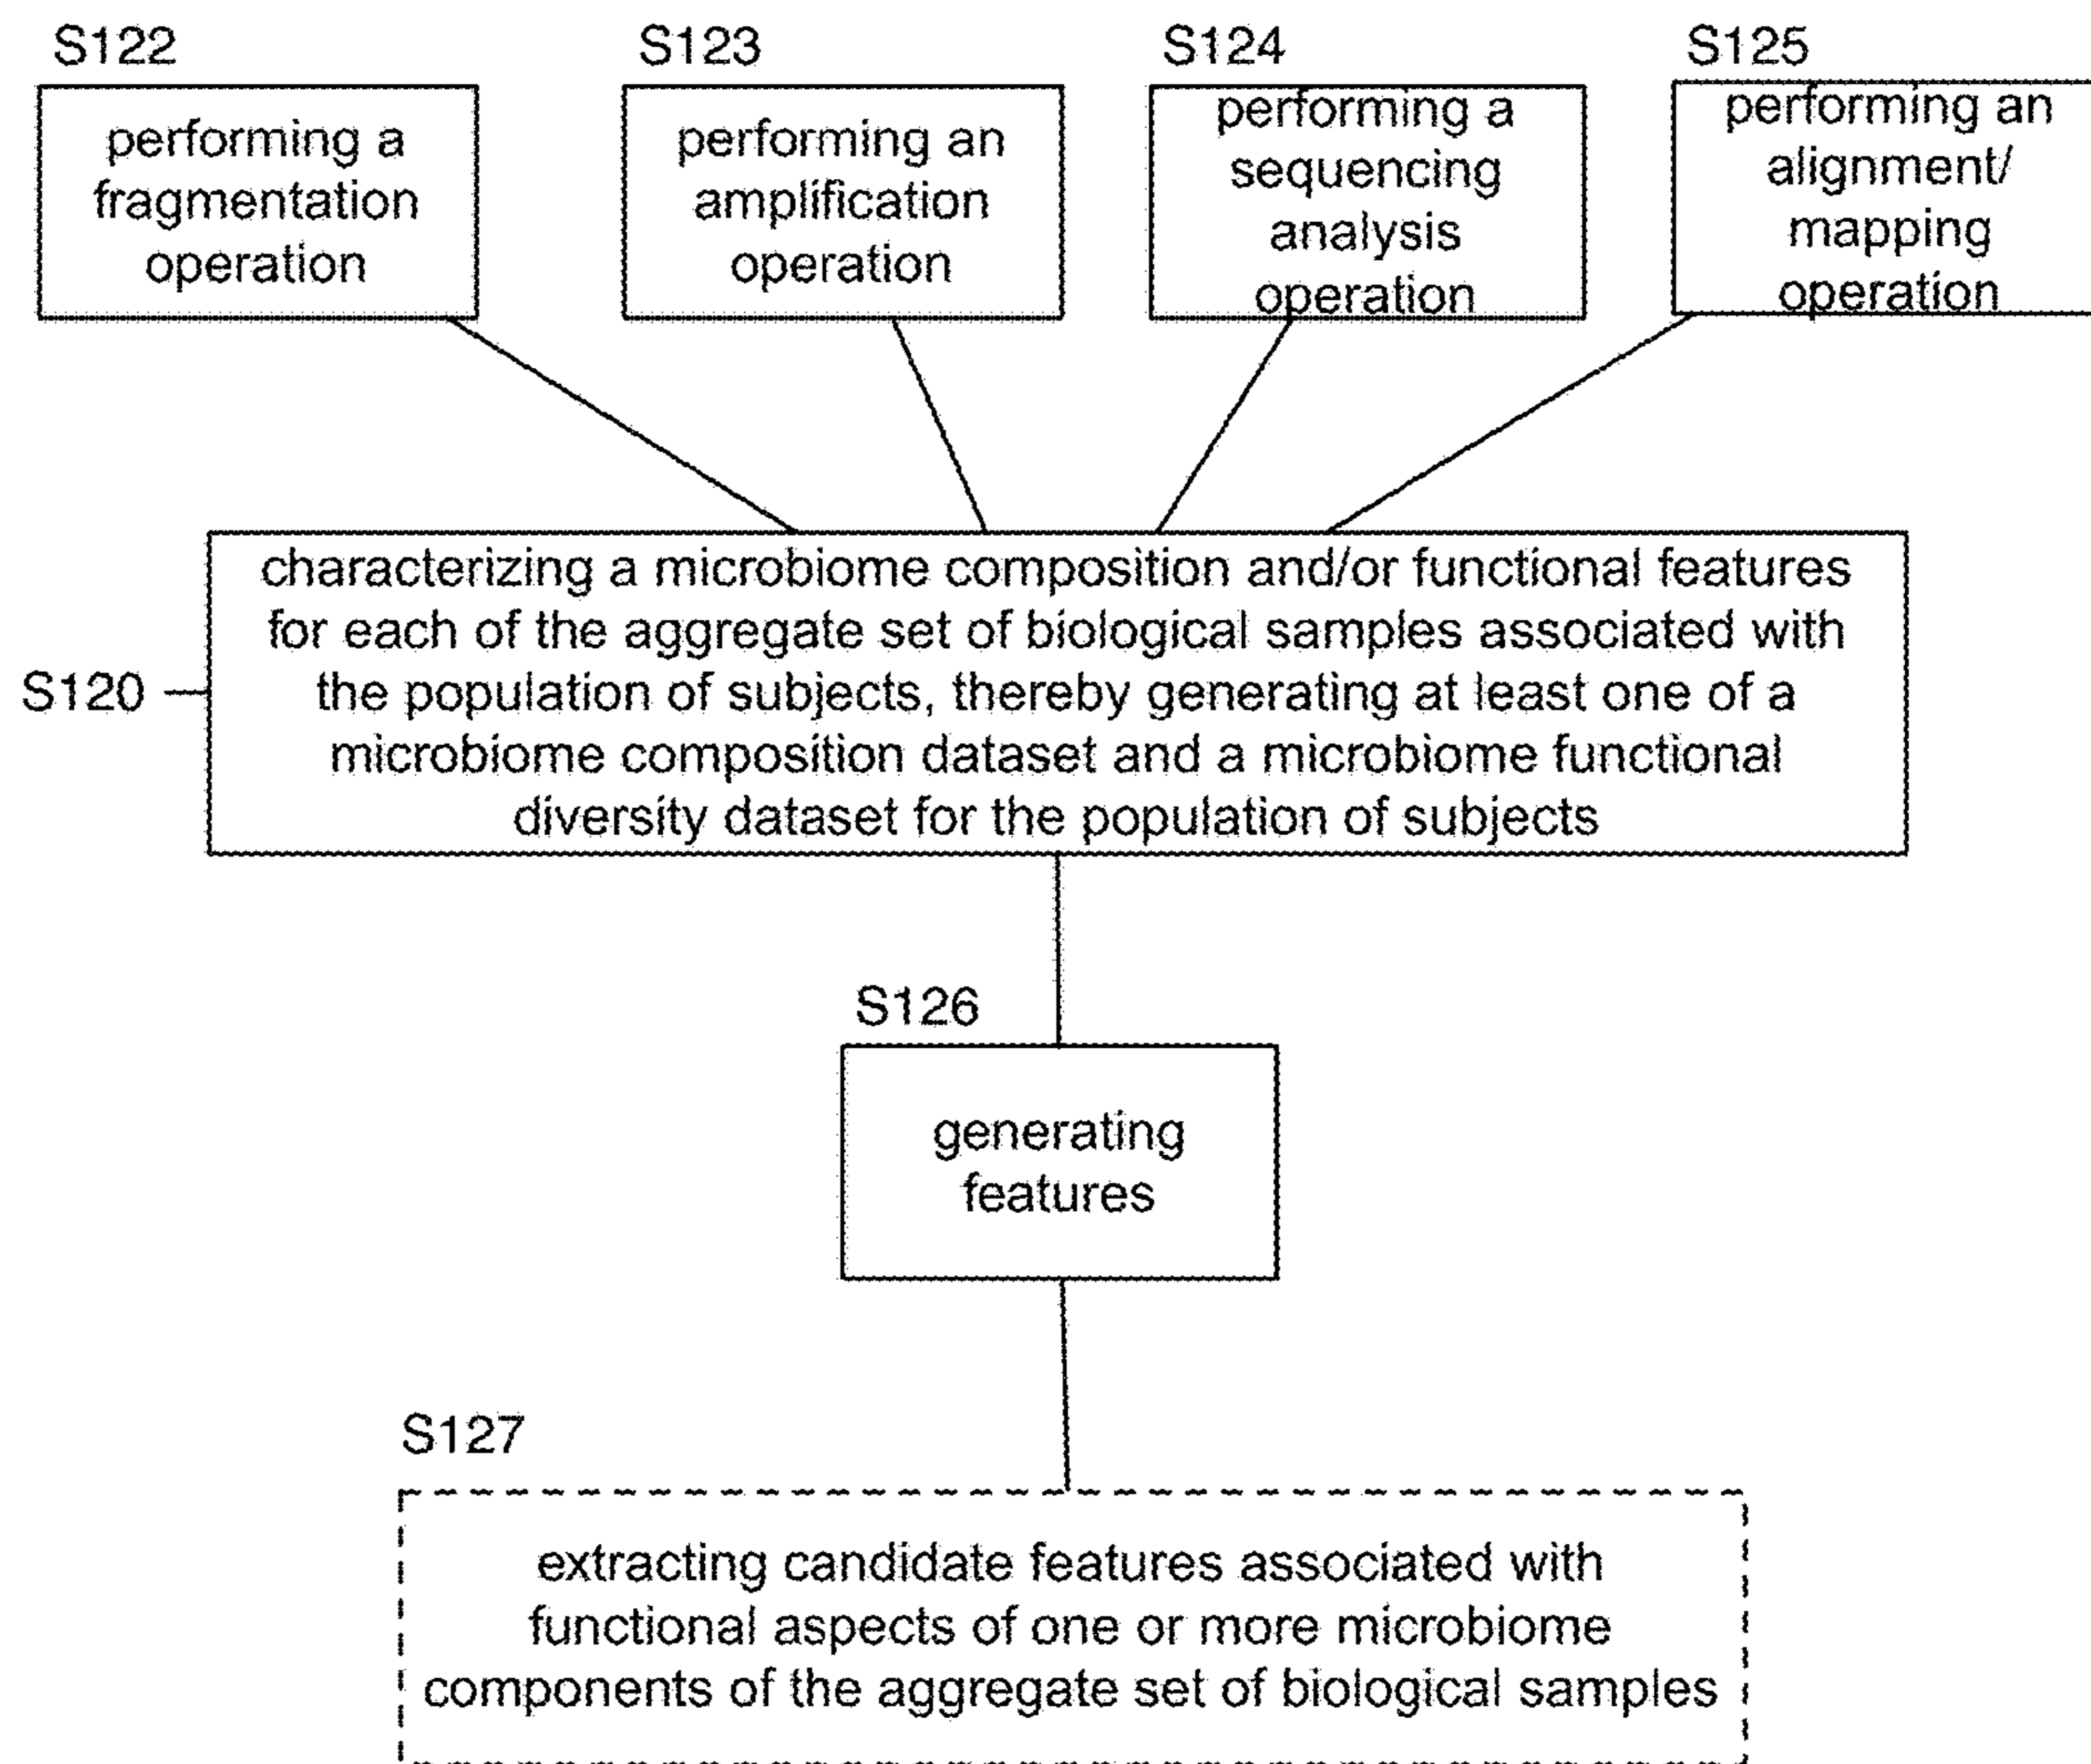 S122
performing a
fragmentation
operation
S123
performing an
amplification
operation
S124
performing a
sequencing
analysis
operation
S125
performing an
alignment/
mapping
operation
S120
characterizing a microbiome composition and/or functional features
for each of the aggregate set of biological samples associated with
the population of subjects, thereby generating at least one of a
microbiome composition dataset and a microbiome functional
diversity dataset for the population of subjects
S126
generating
features
S127
extracting candidate features associated with
functional aspects of one or more microbiome
components of the aggregate set of biological samples